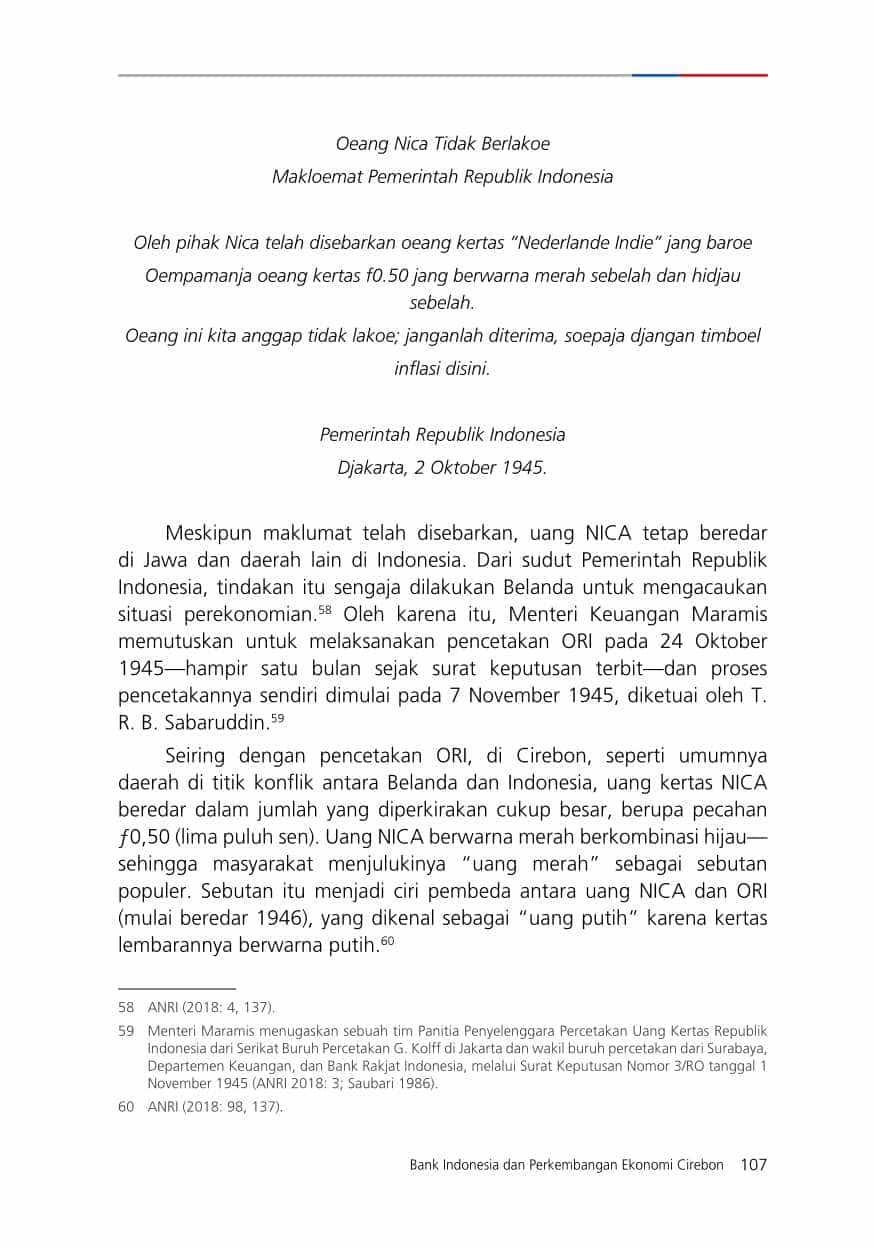 Oeang Nica Tidak Berlakoe
Makloemat Pemerintah Republik Indonesia
Oleh pihak Nica telah disebarkan oeang kertas “Nederlande Indie” jang baroe
Oempamanja oeang kertas f0.50 jang berwarna merah sebelah dan hidjau
sebelah.
Oeang ini kita anggap tidak lakoe; janganlah diterima, soepaja djangan timboel
inflasi disini.
Pemerintah Republik Indonesia
Djakarta, 2 Oktober 1945.
Meskipun maklumat telah disebarkan, uang NICA tetap beredar
di Jawa dan daerah lain di Indonesia. Dari sudut Pemerintah Republik
Indonesia, tindakan itu sengaja dilakukan Belanda untuk mengacaukan
situasi perekonomian.58 Oleh karena itu, Menteri Keuangan Maramis
memutuskan untuk melaksanakan pencetakan ORI pada 24 Oktober
1945—hampir satu bulan sejak surat keputusan terbit—dan proses
pencetakannya sendiri dimulai pada 7 November 1945, diketuai oleh T.
R. B. Sabaruddin.59
Seiring dengan pencetakan ORI, di Cirebon, seperti umumnya
daerah di titik konflik antara Belanda dan Indonesia, uang kertas NICA
beredar dalam jumlah yang diperkirakan cukup besar, berupa pecahan
ƒ0,50 (lima puluh sen). Uang NICA berwarna merah berkombinasi hijau—
sehingga masyarakat menjulukinya “uang merah” sebagai sebutan
populer. Sebutan itu menjadi ciri pembeda antara uang NICA dan ORI
(mulai beredar 1946), yang dikenal sebagai “uang putih” karena kertas
lembarannya berwarna putih.60
58 ANRI (2018: 4, 137).
59 Menteri Maramis menugaskan sebuah tim Panitia Penyelenggara Percetakan Uang Kertas Republik
Indonesia dari Serikat Buruh Percetakan G. Kolff di Jakarta dan wakil buruh percetakan dari Surabaya,
Departemen Keuangan, dan Bank Rakjat Indonesia, melalui Surat Keputusan Nomor 3/RO tanggal 1
November 1945 (ANRI 2018: 3; Saubari 1986).
60 ANRI (2018: 98, 137).
Bank Indonesia dan Perkembangan Ekonomi Cirebon 107